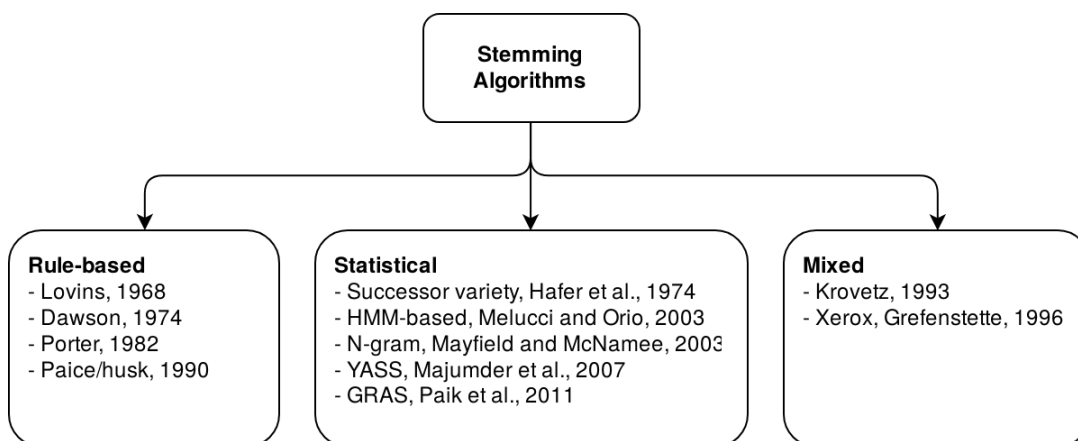 Stemming
Algorithms
Rule-based
- Lovins, 1968
- Dawson, 1974
- Porter, 1982
- Paice/husk, 1990
Statistical
- Successor variety, Hafer et al., 1974
- HMM-based, Melucci and Orio, 2003
- N-gram, Mayfield and McNamee, 2003
- YASS, Majumder et al., 2007
- GRAS, Paik et al., 2011
Mixed
- Krovetz, 1993
- Xerox, Grefenstette, 1996